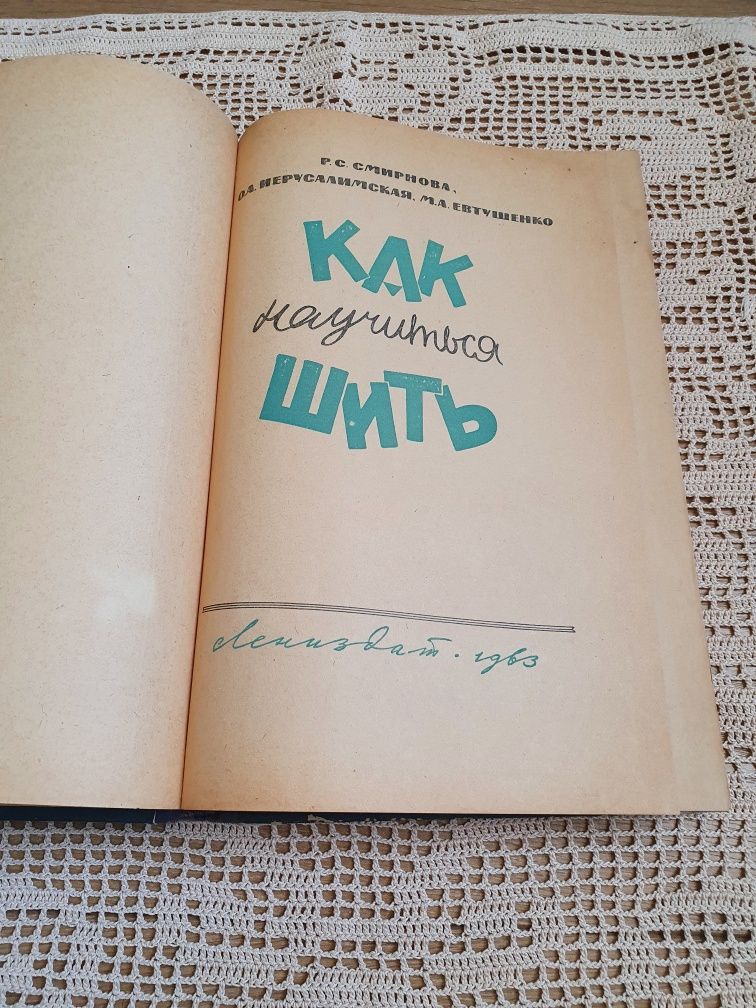 Р. С. СМИРНОВА,
О.А. ИЕРУСАЛИМСКАЯ, М.А. ЕВТУШЕНКО
КАК
научиться
ШИТЬ
Лениздат · 1963